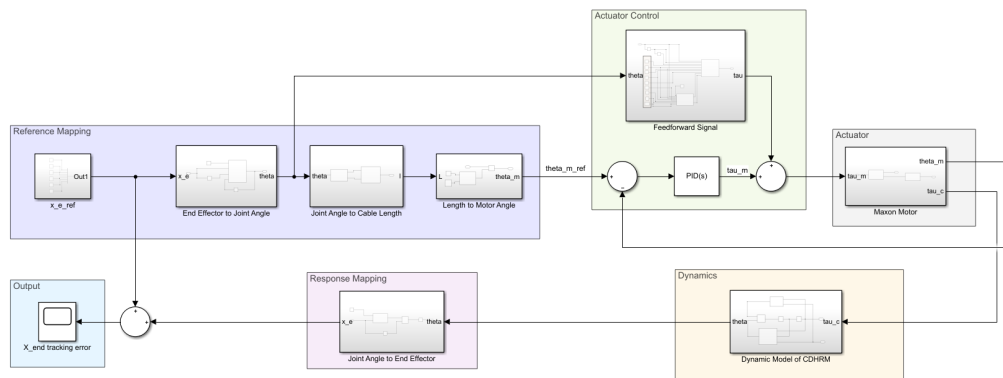 Actuator Control
theta
tau
Feedforward Signal
Reference Mapping
Out1
x_e_ref
x_e
theta
End Effector to Joint Angle
theta
l
Joint Angle to Cable Length
L
theta_m
Length to Motor Angle
theta_m_ref
+
−
PID(s)
tau_m
+
+
Actuator
tau_m
theta_m
tau_c
Maxon Motor
Output
X_end tracking error
+
+
Response Mapping
x_e
theta
Joint Angle to End Effector
Dynamics
theta
tau_c
Dynamic Model of CDHRM